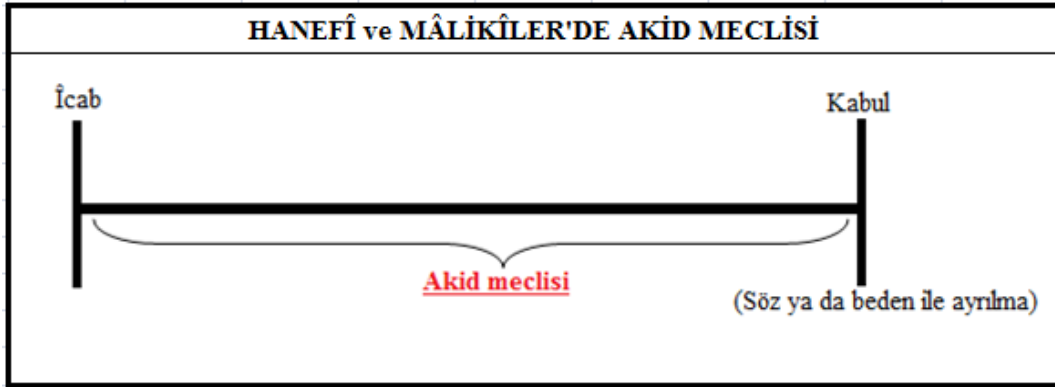 HANEFÎ ve MÂLİKÎLER'DE AKİD MECLİSİ
Îcab
Kabul
Akid meclisi
(Söz ya da beden ile ayrılma)